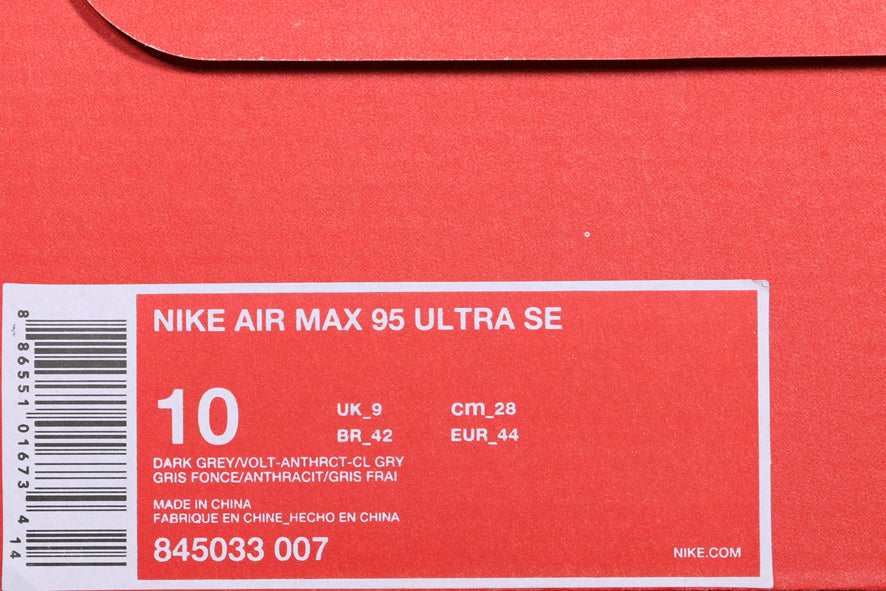 NIKE AIR MAX 95 ULTRA SE
10
UK_9 cm_28
BR_42 EUR_44
DARK GREY/VOLT-ANTHRCT-CL GRY
GRIS FONCE/ANTHRACIT/GRIS FRAI
MADE IN CHINA
FABRIQUE EN CHINE_HECHO EN CHINA
845033 007
NIKE.COM
8 86551 01673 4 14